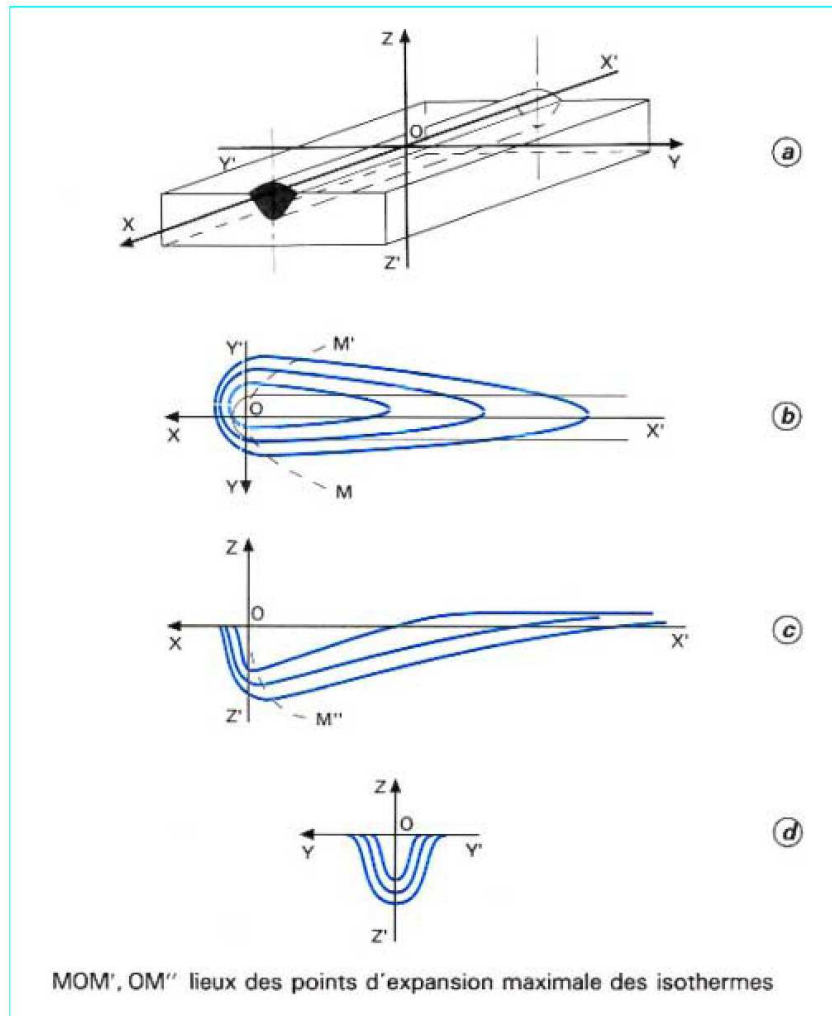 Z
X'
O
Y'
Y
a
X
Z'
Y'
M'
O
X
X'
b
Y
M
Z
O
X
X'
c
Z'
M''
Z
O
d
Y
Y'
Z'
MOM', OM'' lieux des points d'expansion maximale des isothermes